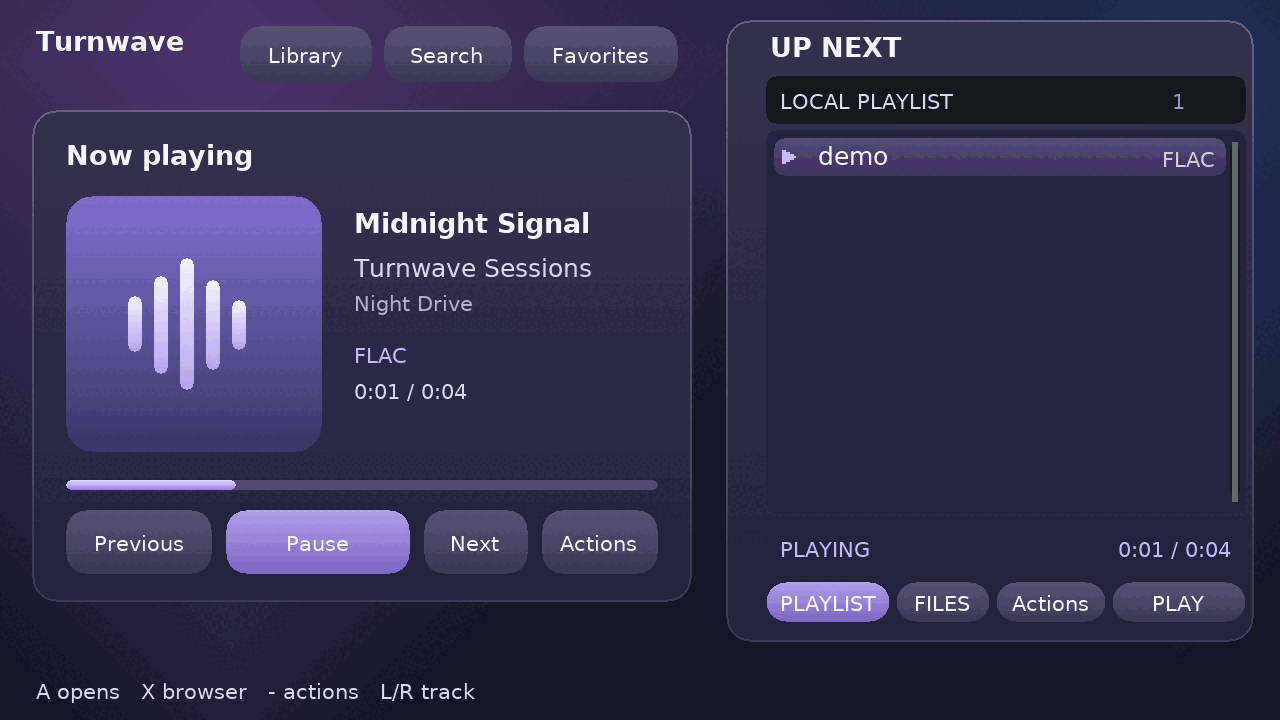 Turnwave
Library Search Favorites
Now playing
Midnight Signal
Turnwave Sessions
Night Drive
FLAC
0:01 / 0:04
Previous Pause Next Actions
UP NEXT
LOCAL PLAYLIST 1
demo FLAC
PLAYING 0:01 / 0:04
PLAYLIST FILES Actions PLAY
A opens X browser - actions L/R track